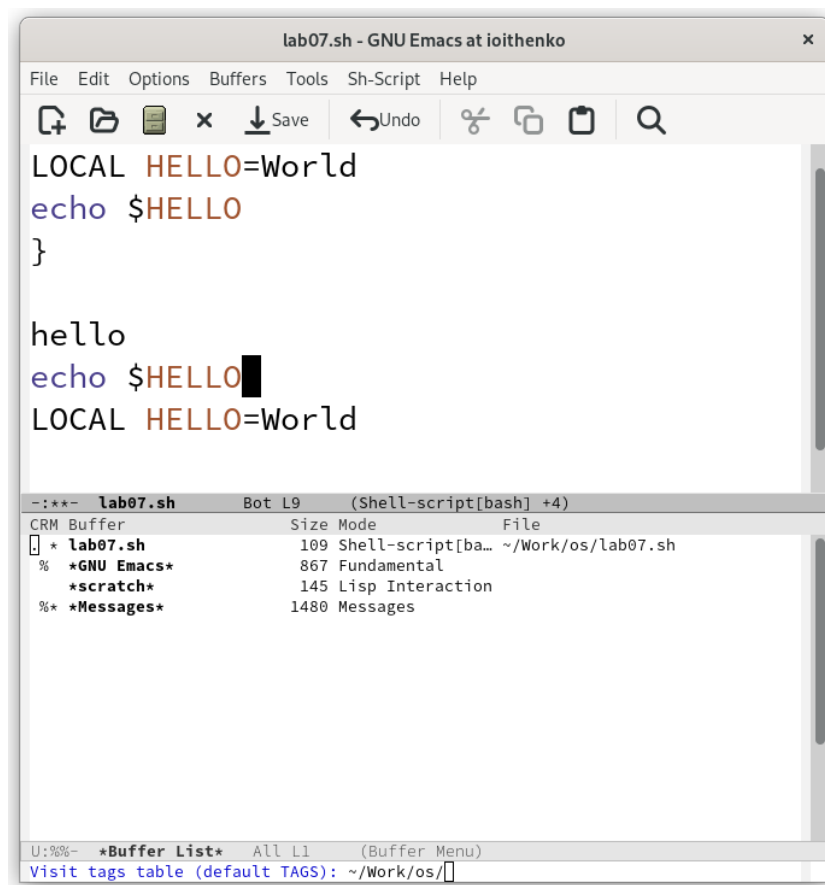 lab07.sh - GNU Emacs at ioithenko ×
File Edit Options Buffers Tools Sh-Script Help
Save Undo
LOCAL HELLO=World
echo $HELLO
}
hello
echo $HELLO
LOCAL HELLO=World
-:**- lab07.sh Bot L9 (Shell-script[bash] +4)
CRM Buffer Size Mode File
. * lab07.sh 109 Shell-script[ba… ~/Work/os/lab07.sh
% *GNU Emacs* 867 Fundamental
*scratch* 145 Lisp Interaction
%* *Messages* 1480 Messages
U:%%- *Buffer List* All L1 (Buffer Menu)
Visit tags table (default TAGS): ~/Work/os/